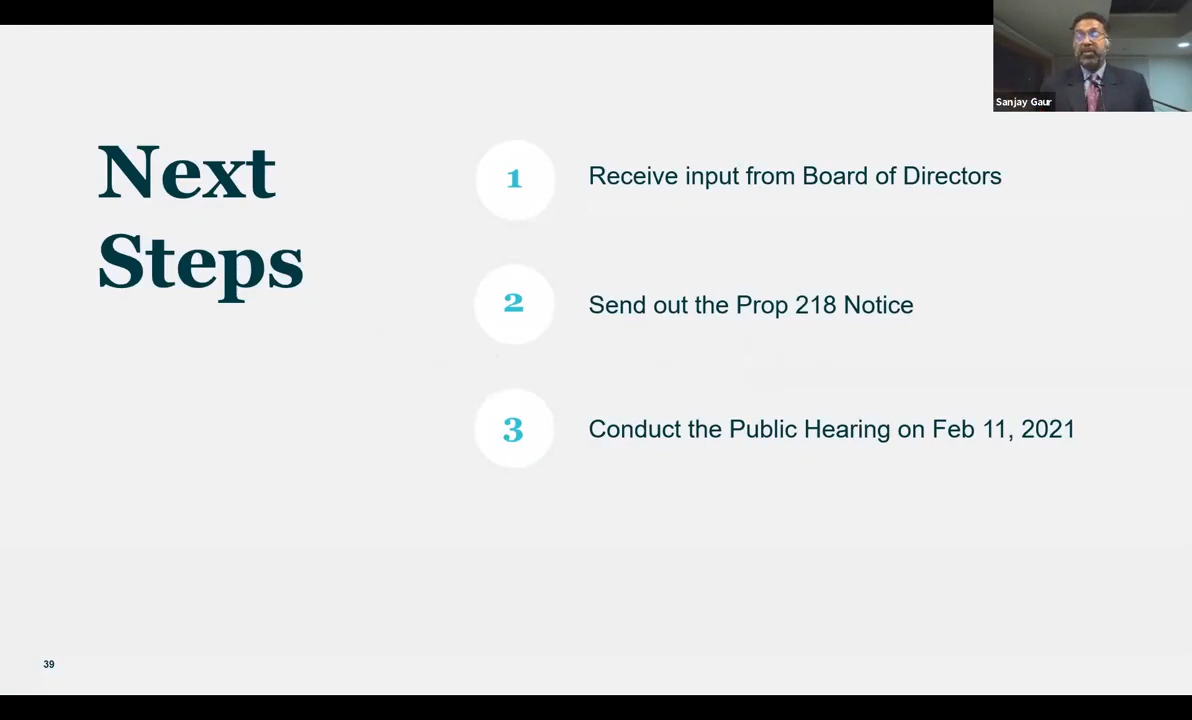 Sanjay Gaur
Next
Steps
1
Receive input from Board of Directors
2
Send out the Prop 218 Notice
3
Conduct the Public Hearing on Feb 11, 2021
39